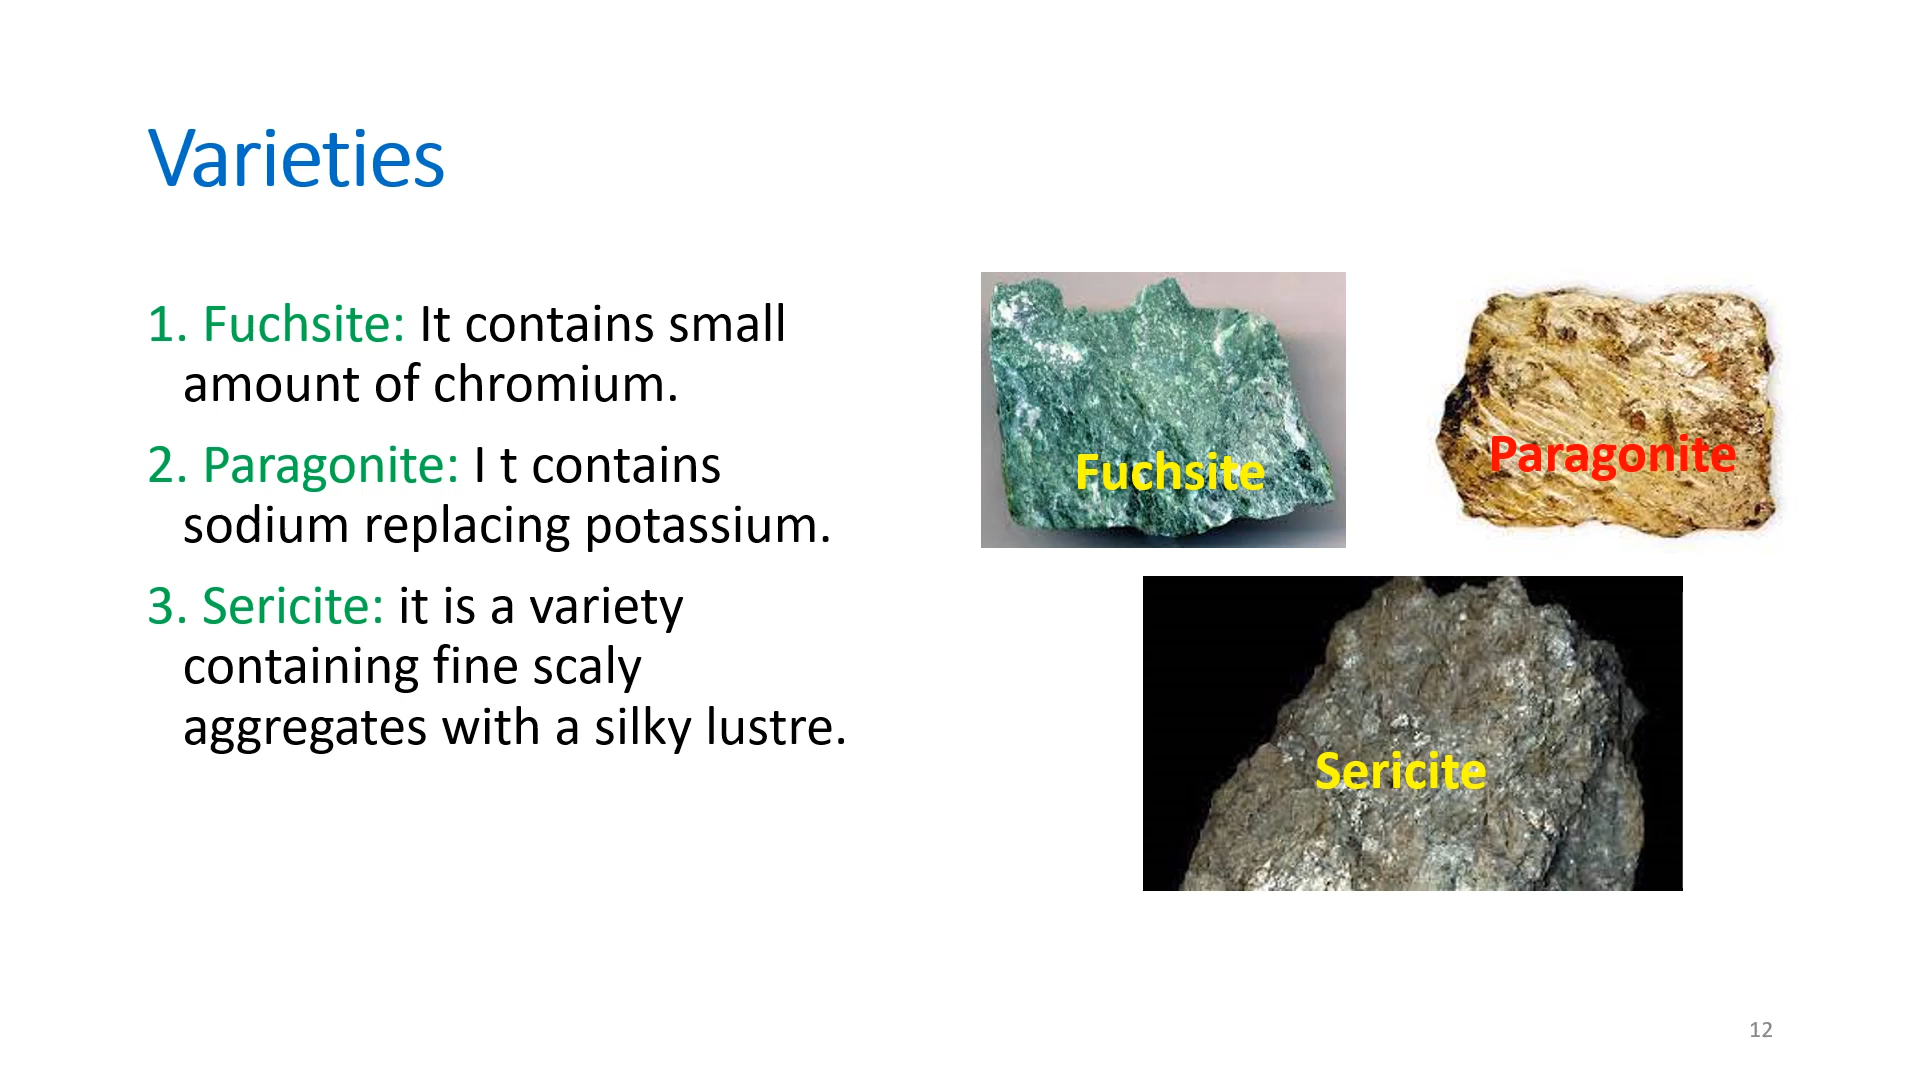 Varieties
1. Fuchsite: It contains small
amount of chromium.
2. Paragonite: I t contains
sodium replacing potassium.
3. Sericite: it is a variety
containing fine scaly
aggregates with a silky lustre.
Fuchsite
Paragonite
Sericite
12